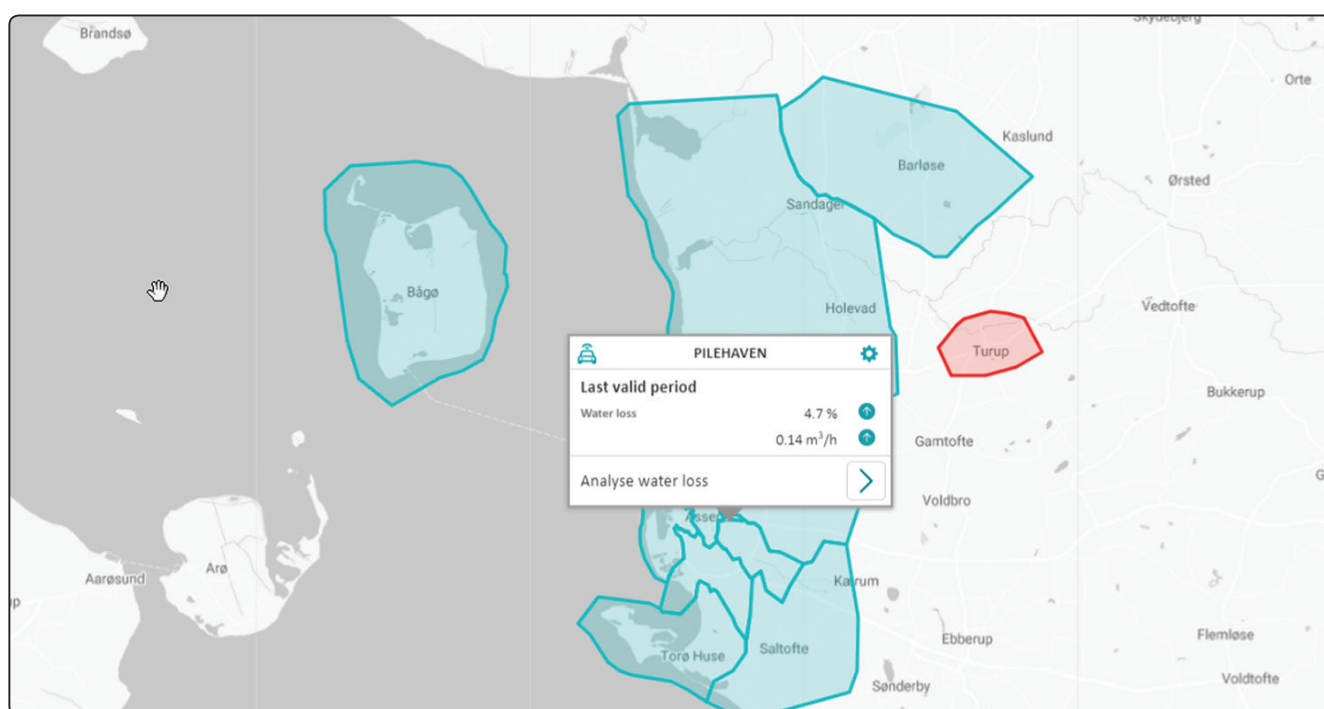 Brandsø
Skydebjerg
Orte
Kaslund
Barløse
Ørsted
Sandager
Bågø
Holevad
Vedtofte
PILEHAVEN
Turup
Last valid period
Water loss 4.7 %
0.14 m³/h
Bukkerup
Gamtofte
Analyse water loss
Voldbro
Aarøsund
Arø
Kærum
Ebberup
Flemløse
Torø Huse
Saltofte
Sønderby
Voldtofte